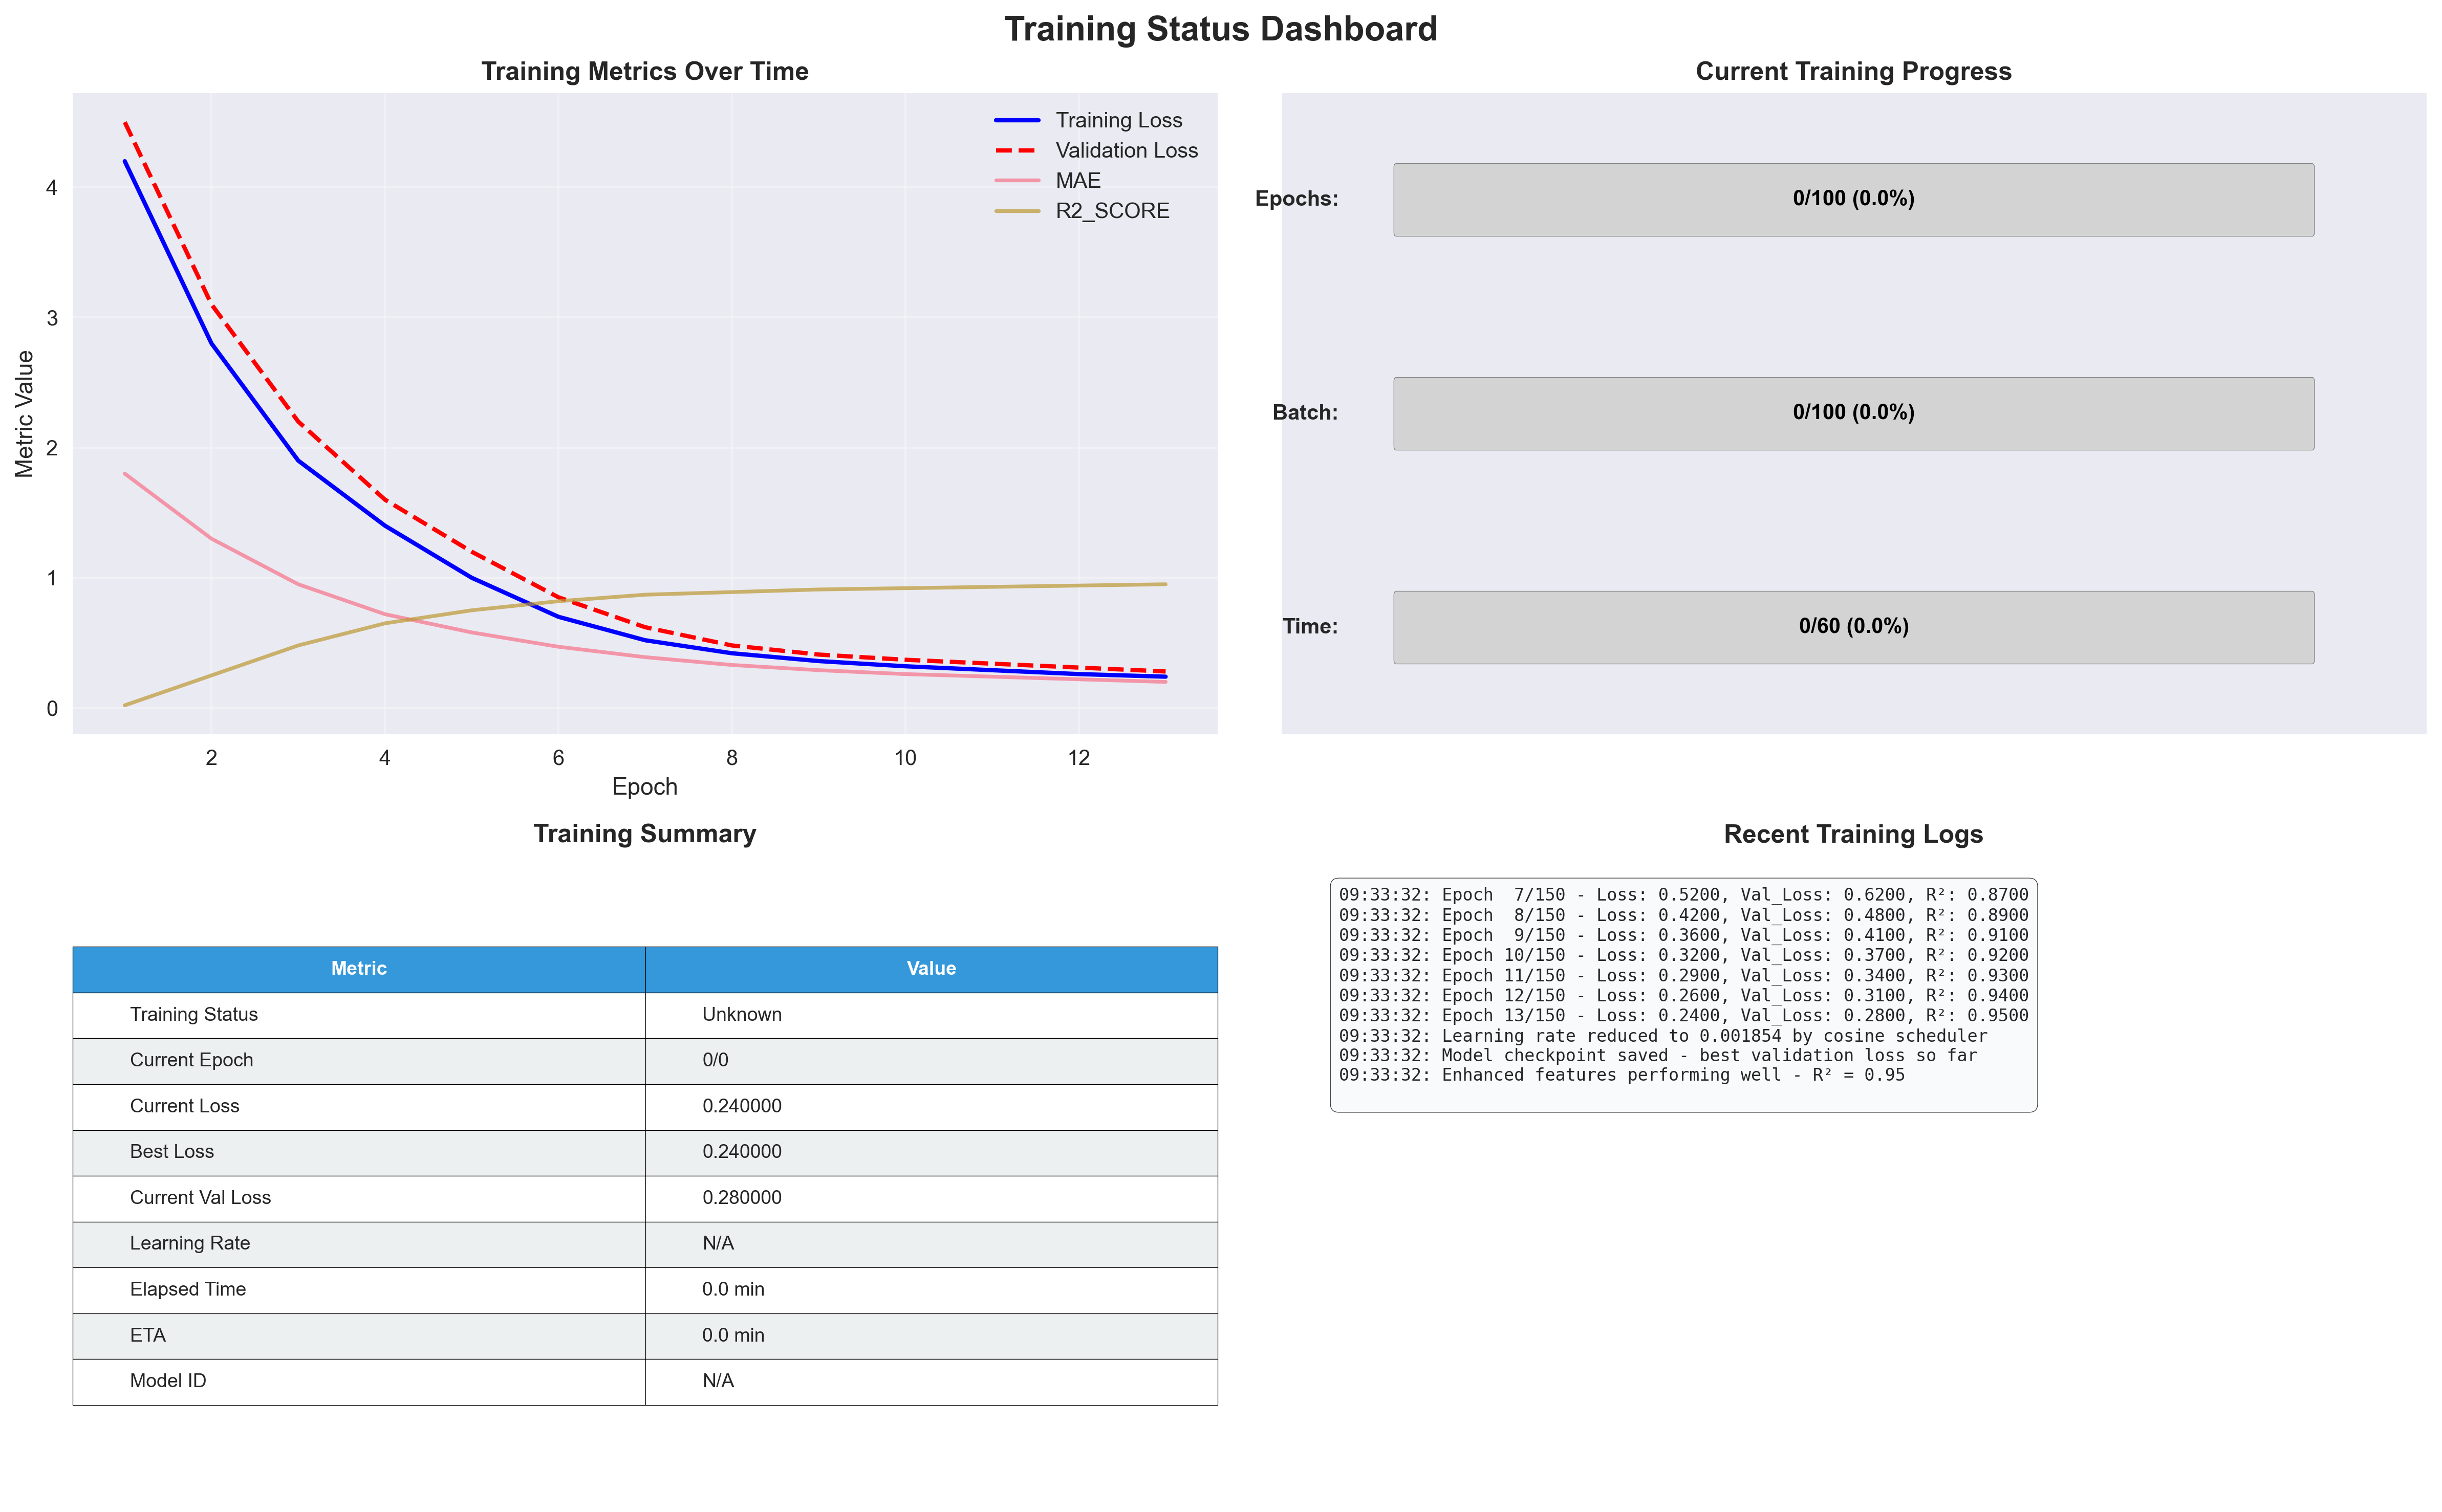 Training Status Dashboard
Training Metrics Over Time
Training Loss
Validation Loss
MAE
R2_SCORE
4
3
2
1
0
Metric Value
2 4 6 8 10 12
Epoch
Current Training Progress
Epochs: 0/100 (0.0%)
Batch: 0/100 (0.0%)
Time: 0/60 (0.0%)
Training Summary
Metric Value
Training Status Unknown
Current Epoch 0/0
Current Loss 0.240000
Best Loss 0.240000
Current Val Loss 0.280000
Learning Rate N/A
Elapsed Time 0.0 min
ETA 0.0 min
Model ID N/A
Recent Training Logs
09:33:32: Epoch  7/150 - Loss: 0.5200, Val_Loss: 0.6200, R²: 0.8700
09:33:32: Epoch  8/150 - Loss: 0.4200, Val_Loss: 0.4800, R²: 0.8900
09:33:32: Epoch  9/150 - Loss: 0.3600, Val_Loss: 0.4100, R²: 0.9100
09:33:32: Epoch 10/150 - Loss: 0.3200, Val_Loss: 0.3700, R²: 0.9200
09:33:32: Epoch 11/150 - Loss: 0.2900, Val_Loss: 0.3400, R²: 0.9300
09:33:32: Epoch 12/150 - Loss: 0.2600, Val_Loss: 0.3100, R²: 0.9400
09:33:32: Epoch 13/150 - Loss: 0.2400, Val_Loss: 0.2800, R²: 0.9500
09:33:32: Learning rate reduced to 0.001854 by cosine scheduler
09:33:32: Model checkpoint saved - best validation loss so far
09:33:32: Enhanced features performing well - R² = 0.95